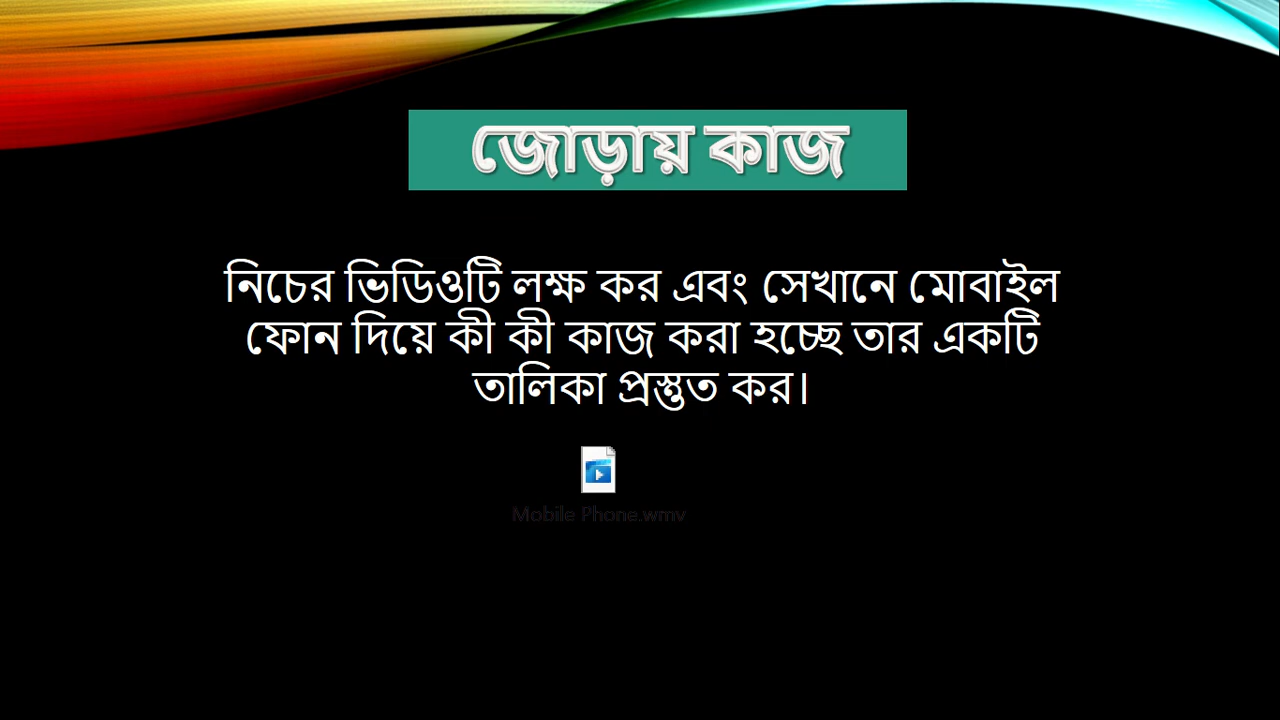 জোড়ায় কাজ
নিচের ভিডিওটি লক্ষ কর এবং সেখানে মোবাইল
ফোন দিয়ে কী কী কাজ করা হচ্ছে তার একটি
তালিকা প্রস্তুত কর।
Mobile Phone.wmv